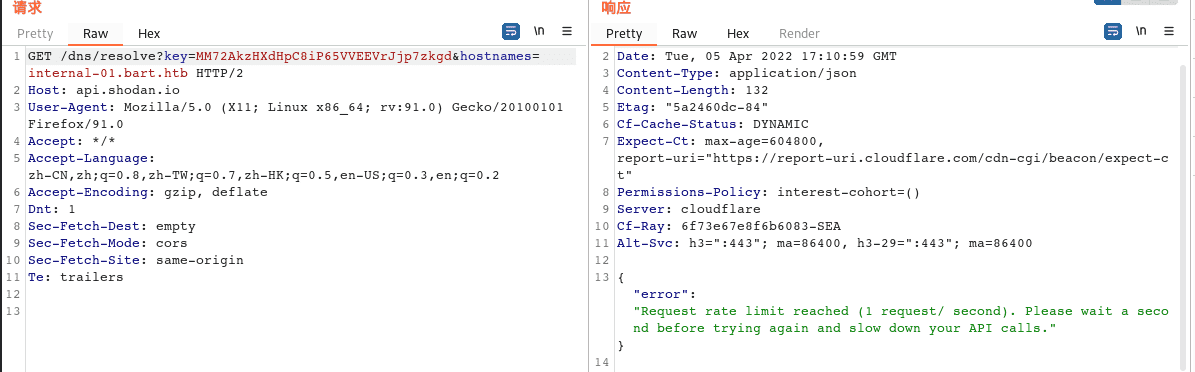 请求
Pretty Raw Hex \n
1 GET /dns/resolve?key=MM72AkzHXdHpC8iP65VVEEVrJjp7zkgd&hostnames=
internal-01.bart.htb HTTP/2
2 Host: api.shodan.io
3 User-Agent: Mozilla/5.0 (X11; Linux x86_64; rv:91.0) Gecko/20100101
Firefox/91.0
4 Accept: */*
5 Accept-Language:
zh-CN,zh;q=0.8,zh-TW;q=0.7,zh-HK;q=0.5,en-US;q=0.3,en;q=0.2
6 Accept-Encoding: gzip, deflate
7 Dnt: 1
8 Sec-Fetch-Dest: empty
9 Sec-Fetch-Mode: cors
10 Sec-Fetch-Site: same-origin
11 Te: trailers
12
13
响应
Pretty Raw Hex Render \n
2 Date: Tue, 05 Apr 2022 17:10:59 GMT
3 Content-Type: application/json
4 Content-Length: 132
5 Etag: "5a2460dc-84"
6 Cf-Cache-Status: DYNAMIC
7 Expect-Ct: max-age=604800,
report-uri="https://report-uri.cloudflare.com/cdn-cgi/beacon/expect-c
t"
8 Permissions-Policy: interest-cohort=()
9 Server: cloudflare
10 Cf-Ray: 6f73e67e8f6b6083-SEA
11 Alt-Svc: h3=":443"; ma=86400, h3-29=":443"; ma=86400
12
13 {
"error":
"Request rate limit reached (1 request/ second). Please wait a seco
nd before trying again and slow down your API calls."
}
14